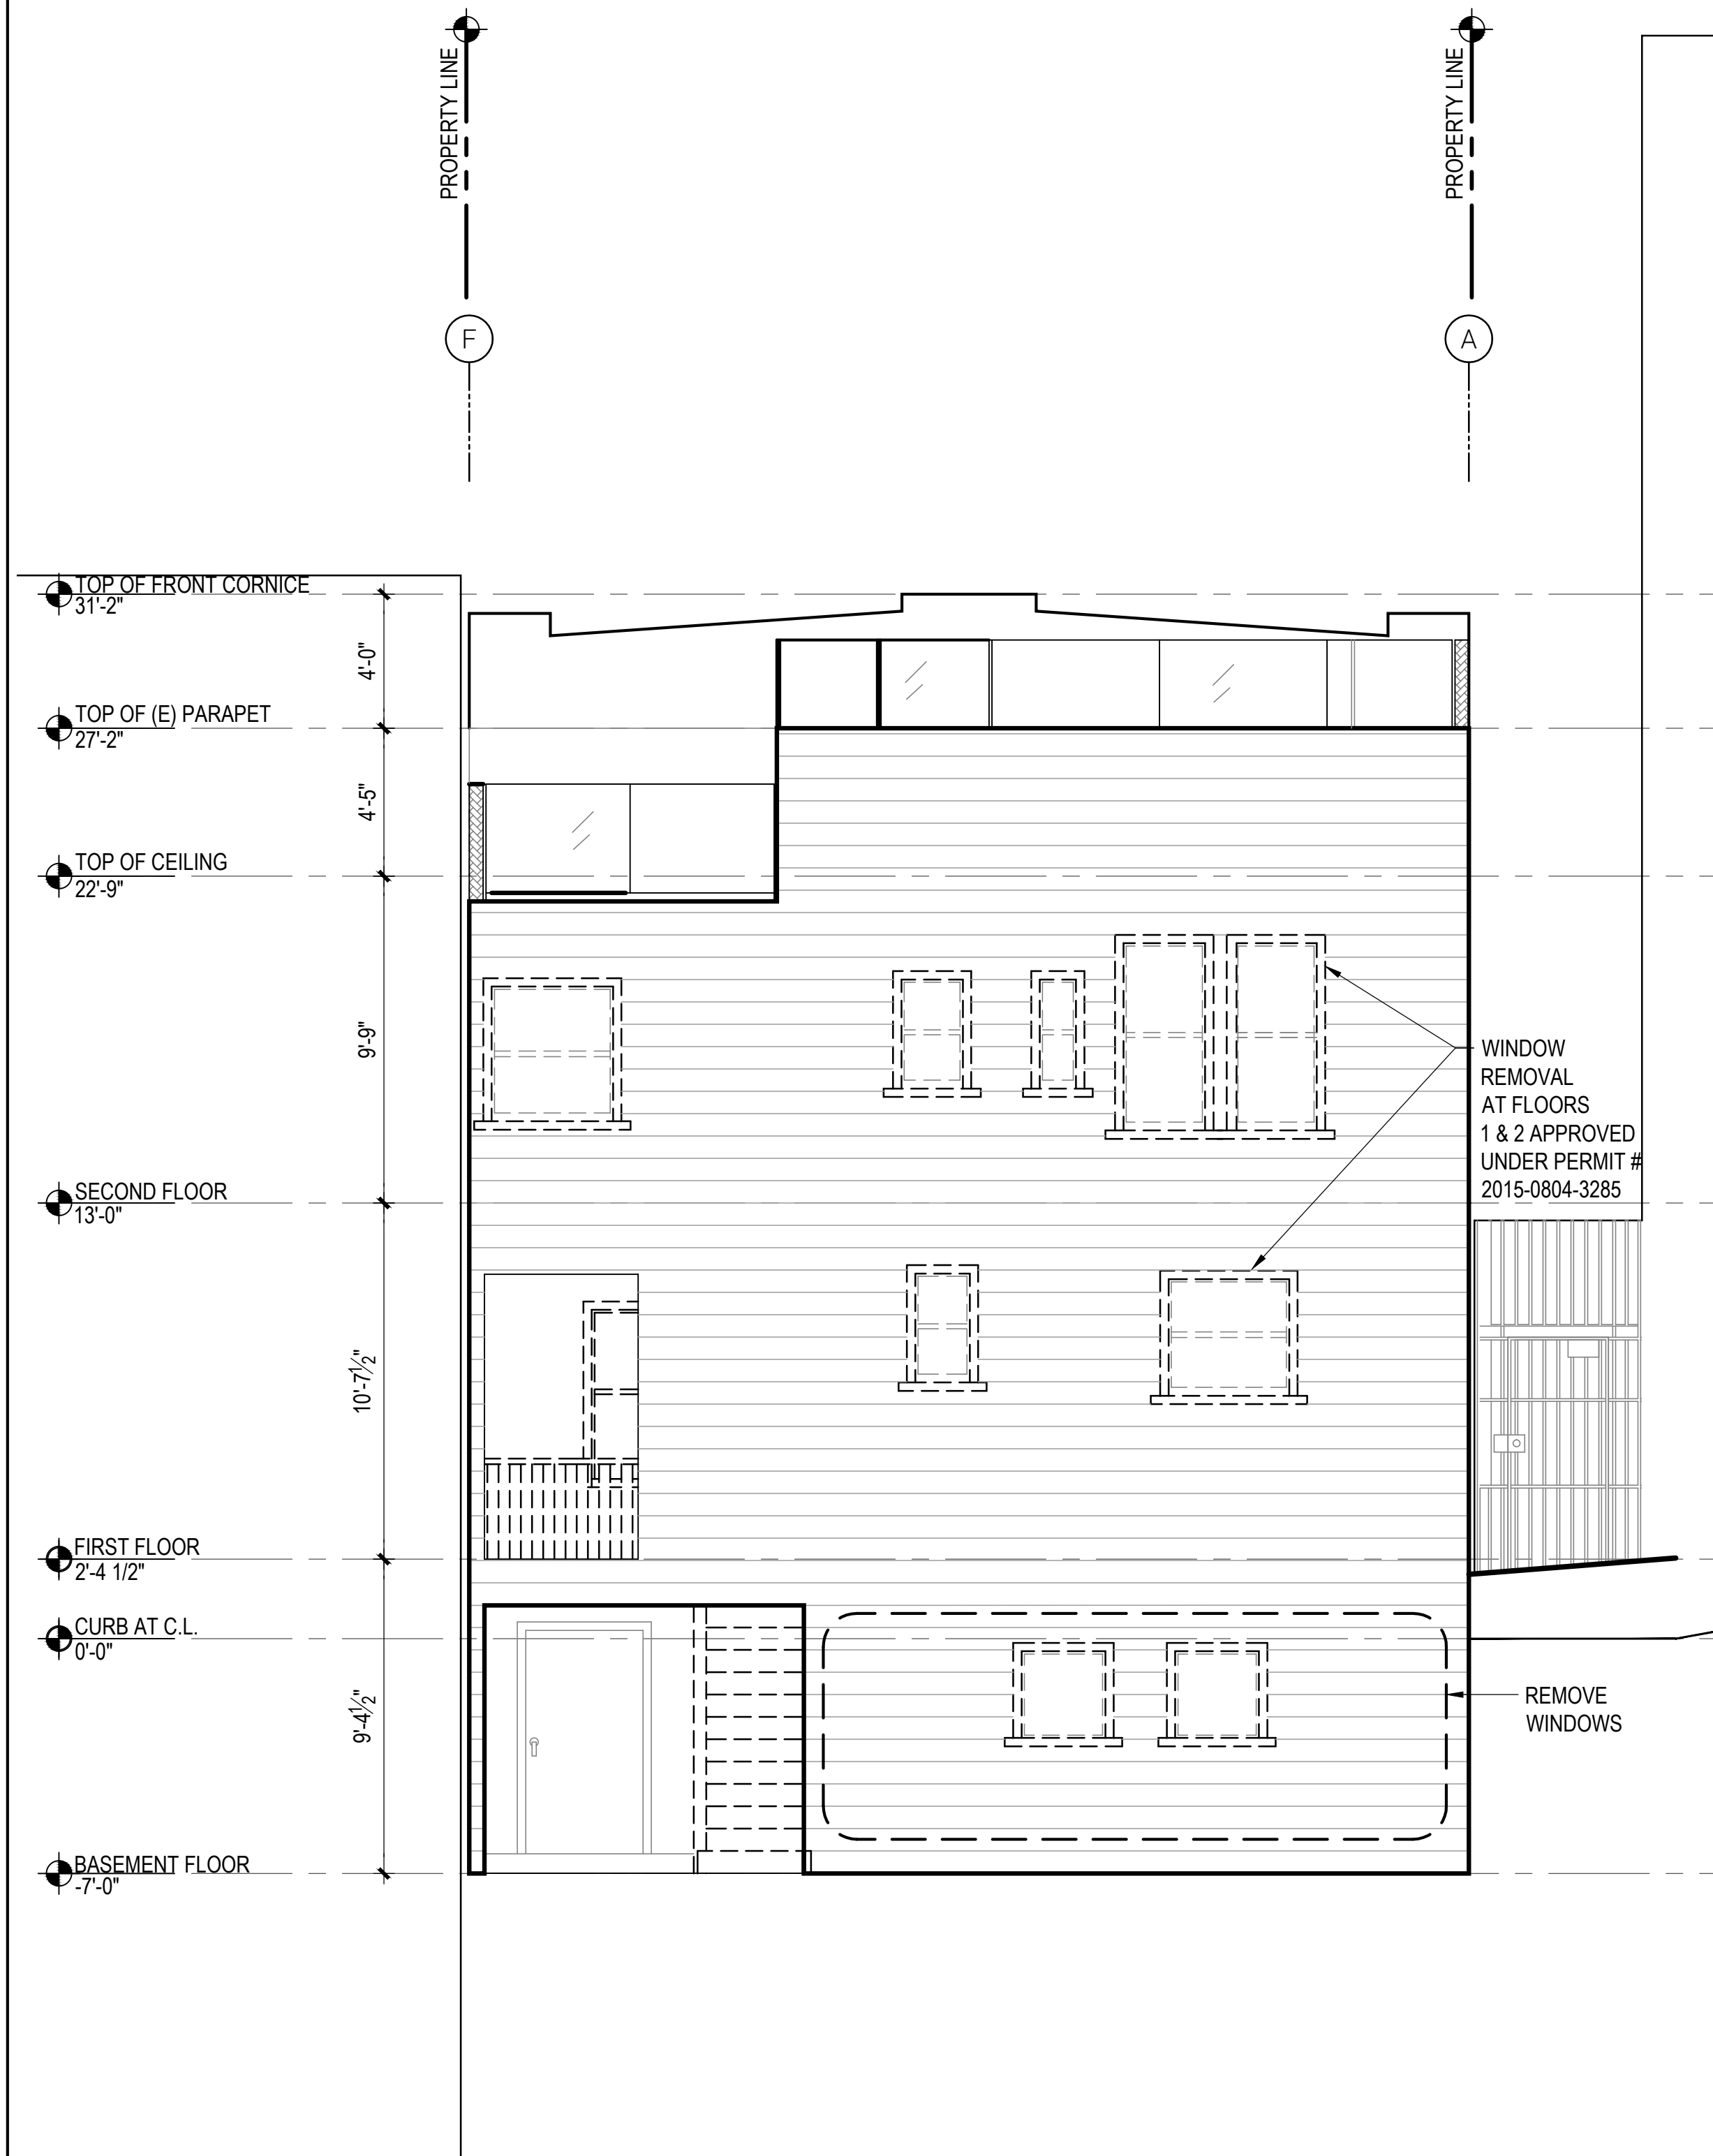 PROPERTY LINE
PROPERTY LINE
F
A
TOP OF FRONT CORNICE
31'-2"
4'-0"
TOP OF (E) PARAPET
27'-2"
4'-5"
TOP OF CEILING
22'-9"
9'-9"
WINDOW
REMOVAL
AT FLOORS
1 & 2 APPROVED
UNDER PERMIT #
2015-0804-3285
SECOND FLOOR
13'-0"
10'-7½"
FIRST FLOOR
2'-4 1/2"
CURB AT C.L.
0'-0"
9'-4½"
REMOVE
WINDOWS
BASEMENT FLOOR
-7'-0"